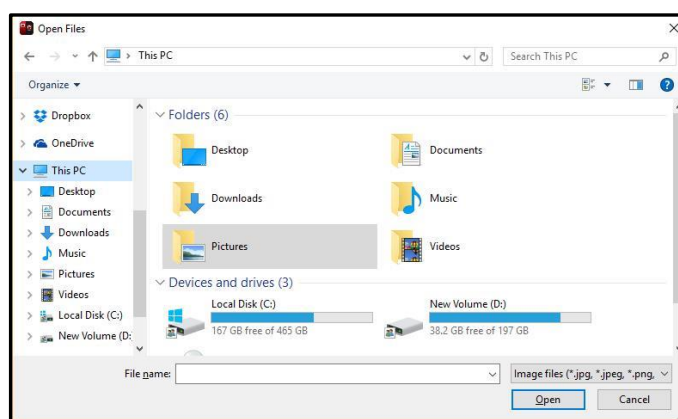 Open Files
This PC
Search This PC
Organize
Dropbox
OneDrive
This PC
Desktop
Documents
Downloads
Music
Pictures
Videos
Local Disk (C:)
New Volume (D:
Folders (6)
Desktop
Documents
Downloads
Music
Pictures
Videos
Devices and drives (3)
Local Disk (C:)
167 GB free of 465 GB
New Volume (D:)
38.2 GB free of 197 GB
File name:
Image files (*.jpg, *.jpeg, *.png,
Open
Cancel